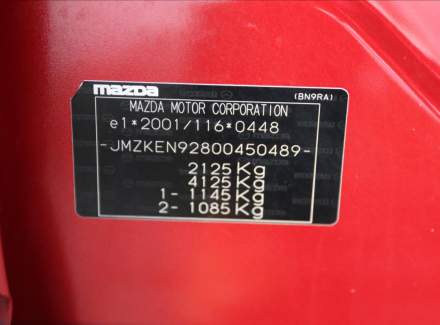 mazda
(BN9RA)
MAZDA MOTOR CORPORATION
e1*2001/116*0448
-JMZKEN92800450489-
2125 Kg
4125 Kg
1- 1145 Kg
2- 1085 Kg